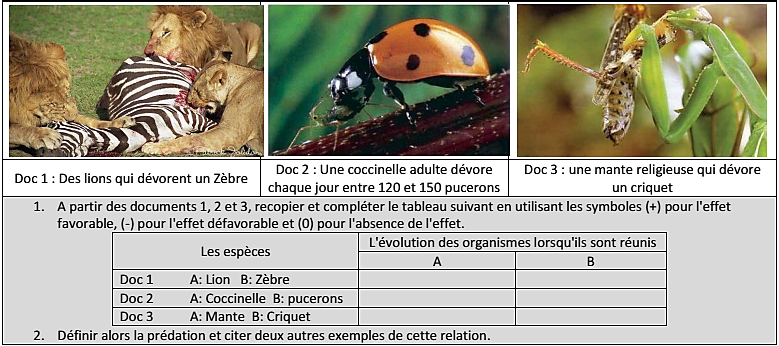 Doc 1 : Des lions qui dévorent un Zèbre
Doc 2 : Une coccinelle adulte dévore
chaque jour entre 120 et 150 pucerons
Doc 3 : une mante religieuse qui dévore
un criquet
1. A partir des documents 1, 2 et 3, recopier et compléter le tableau suivant en utilisant les symboles (+) pour l'effet
favorable, (-) pour l'effet défavorable et (0) pour l'absence de l'effet.
Les espèces
L'évolution des organismes lorsqu'ils sont réunis
A B
Doc 1 A: Lion B: Zèbre
Doc 2 A: Coccinelle B: pucerons
Doc 3 A: Mante B: Criquet
2. Définir alors la prédation et citer deux autres exemples de cette relation.